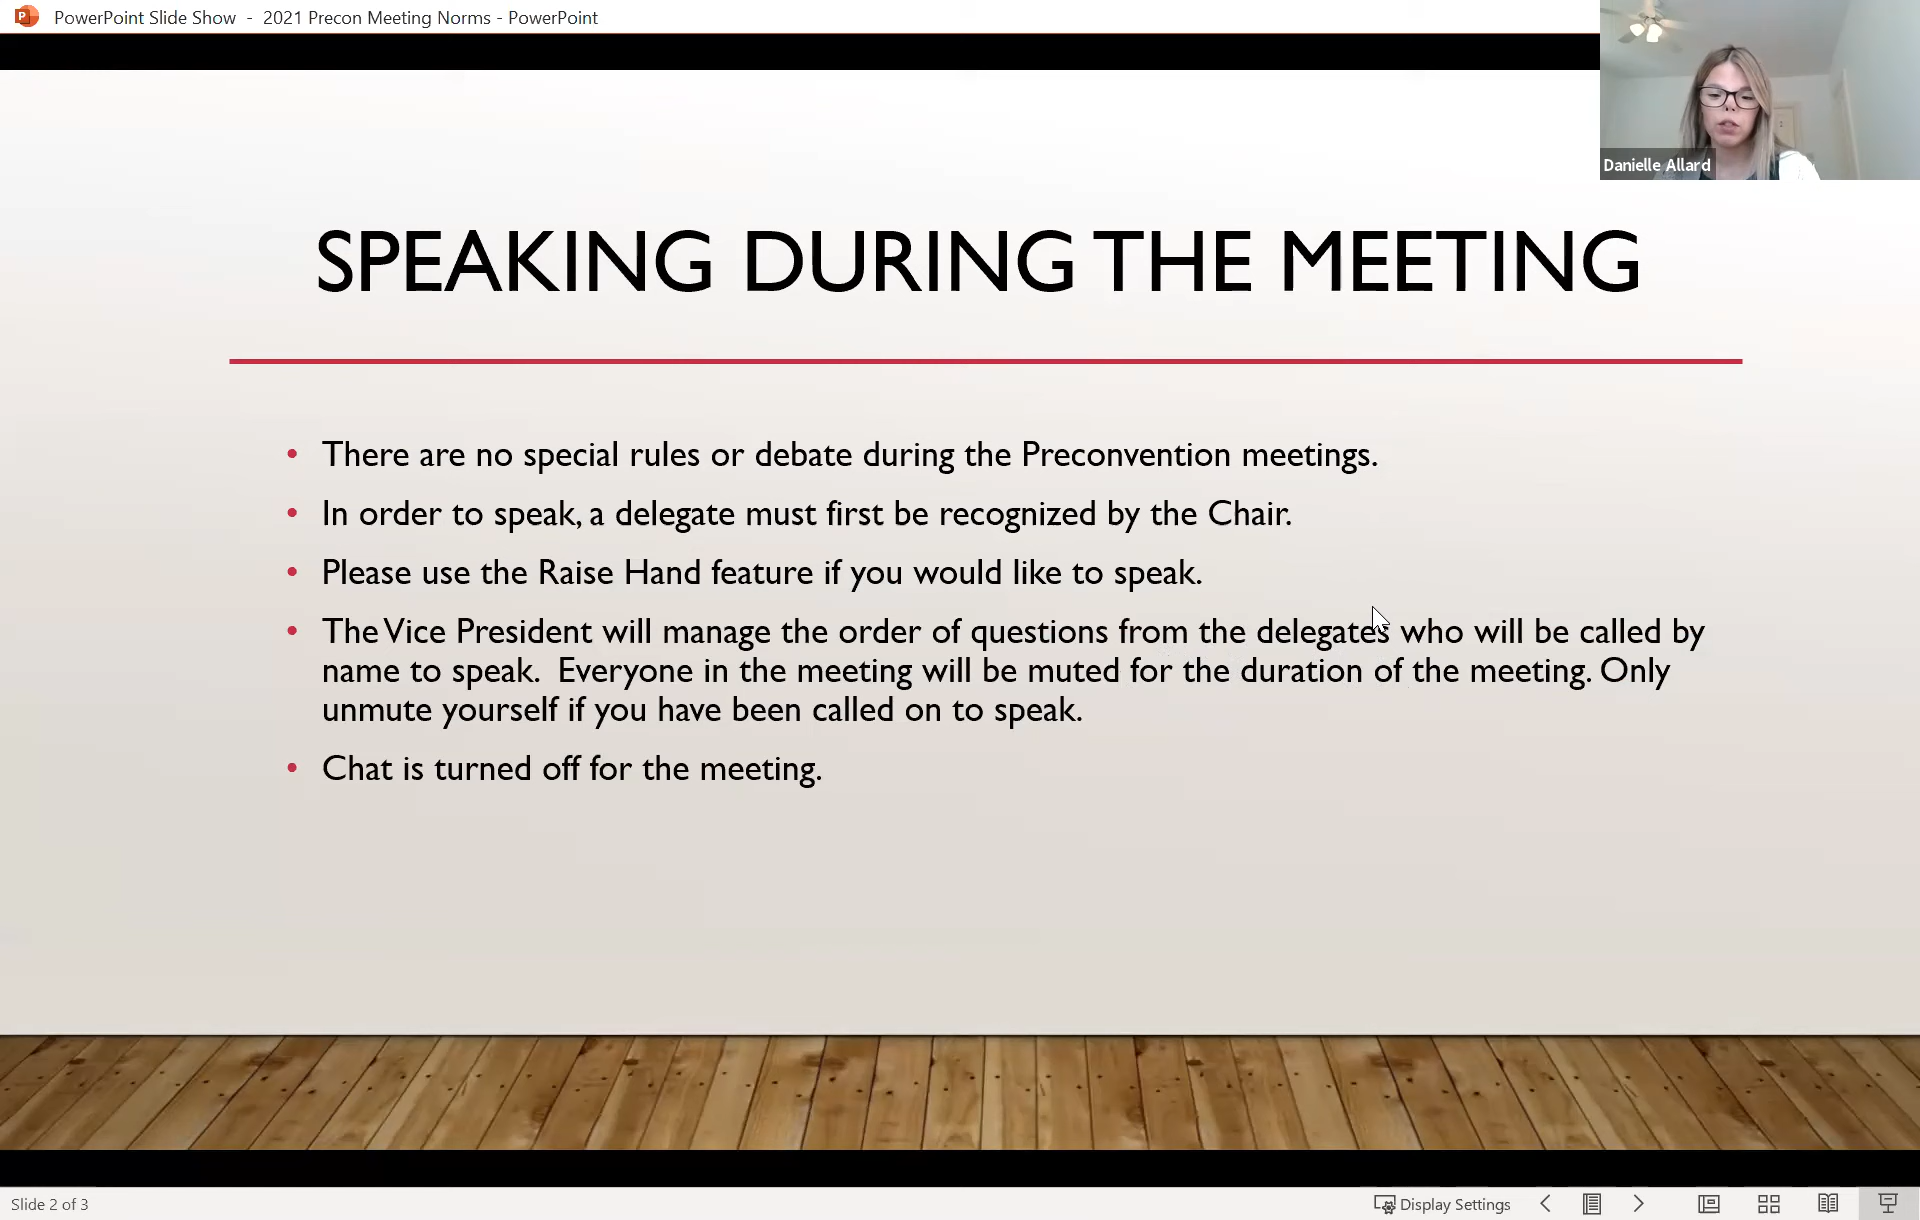 PowerPoint Slide Show - 2021 Precon Meeting Norms - PowerPoint
Danielle Allard
SPEAKING DURING THE MEETING
• There are no special rules or debate during the Preconvention meetings.
• In order to speak, a delegate must first be recognized by the Chair.
• Please use the Raise Hand feature if you would like to speak.
• The Vice President will manage the order of questions from the delegates who will be called by
name to speak.  Everyone in the meeting will be muted for the duration of the meeting. Only
unmute yourself if you have been called on to speak.
• Chat is turned off for the meeting.
Slide 2 of 3
Display Settings